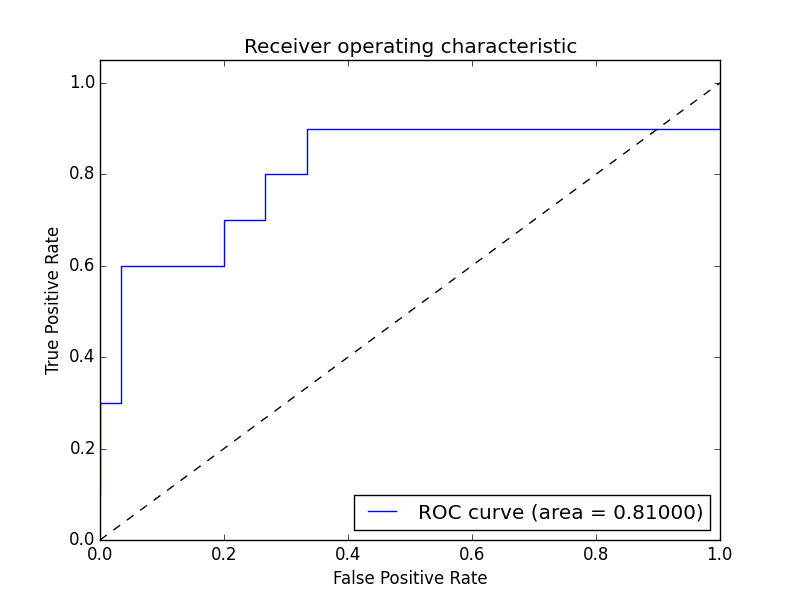 Receiver operating characteristic
True Positive Rate
1.0
0.8
0.6
0.4
0.2
0.0
ROC curve (area = 0.81000)
0.0 0.2 0.4 0.6 0.8 1.0
False Positive Rate